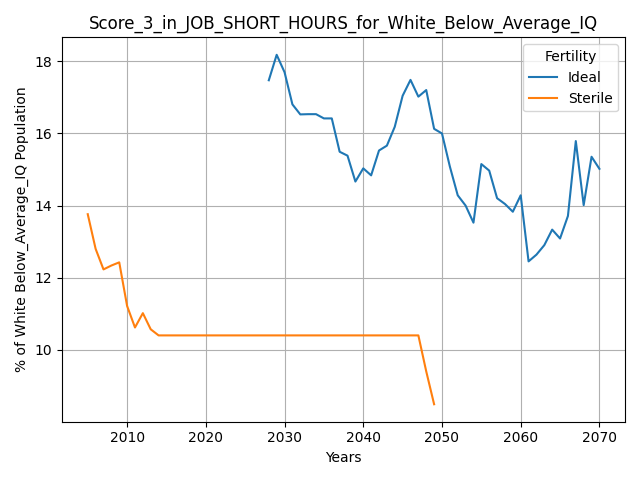 Score_3_in_JOB_SHORT_HOURS_for_White_Below_Average_IQ
% of White Below_Average_IQ Population
18
16
14
12
10
Fertility
Ideal
Sterile
2010 2020 2030 2040 2050 2060 2070
Years